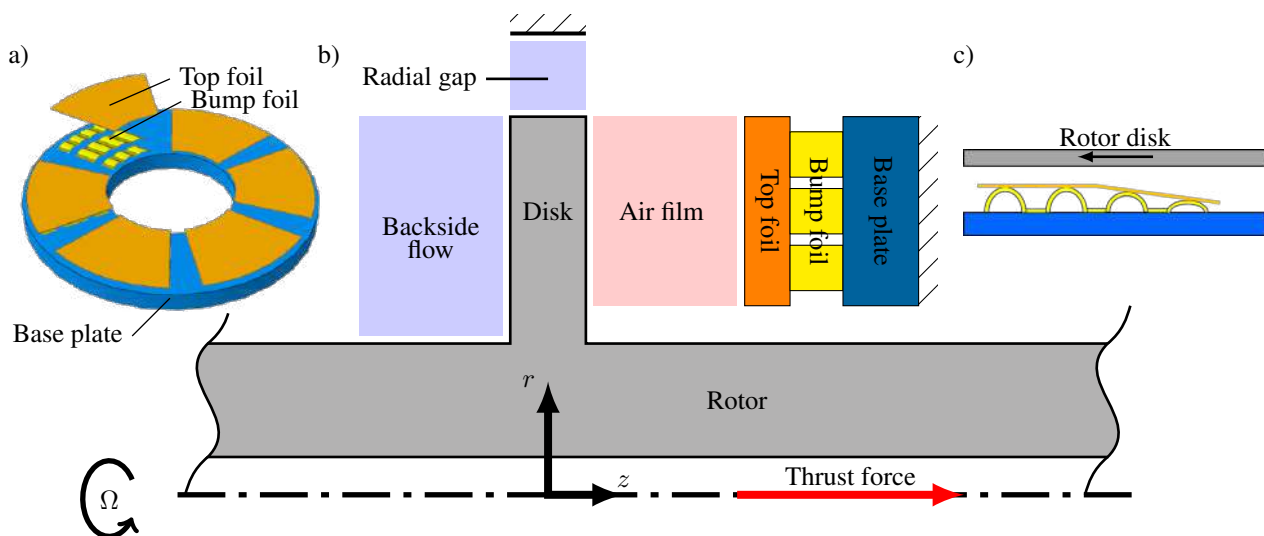 a)
Top foil
Bump foil
Base plate
b)
Radial gap
Backside
flow
Disk
Air film
Top foil
Bump foil
Base plate
c)
Rotor disk
r
Rotor
z
Thrust force
Ω